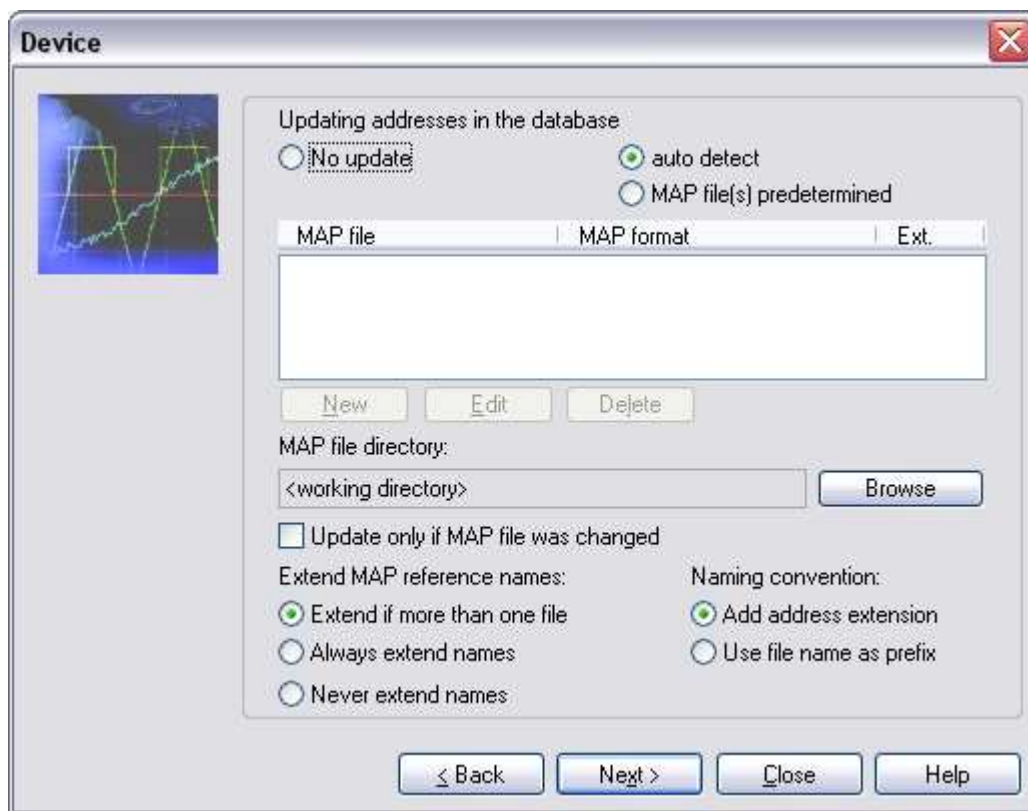 Device
Updating addresses in the database
No update
auto detect
MAP file(s) predetermined
MAP file MAP format Ext.
New Edit Delete
MAP file directory:
<working directory> Browse
Update only if MAP file was changed
Extend MAP reference names: Naming convention:
Extend if more than one file Add address extension
Always extend names Use file name as prefix
Never extend names
< Back Next > Close Help